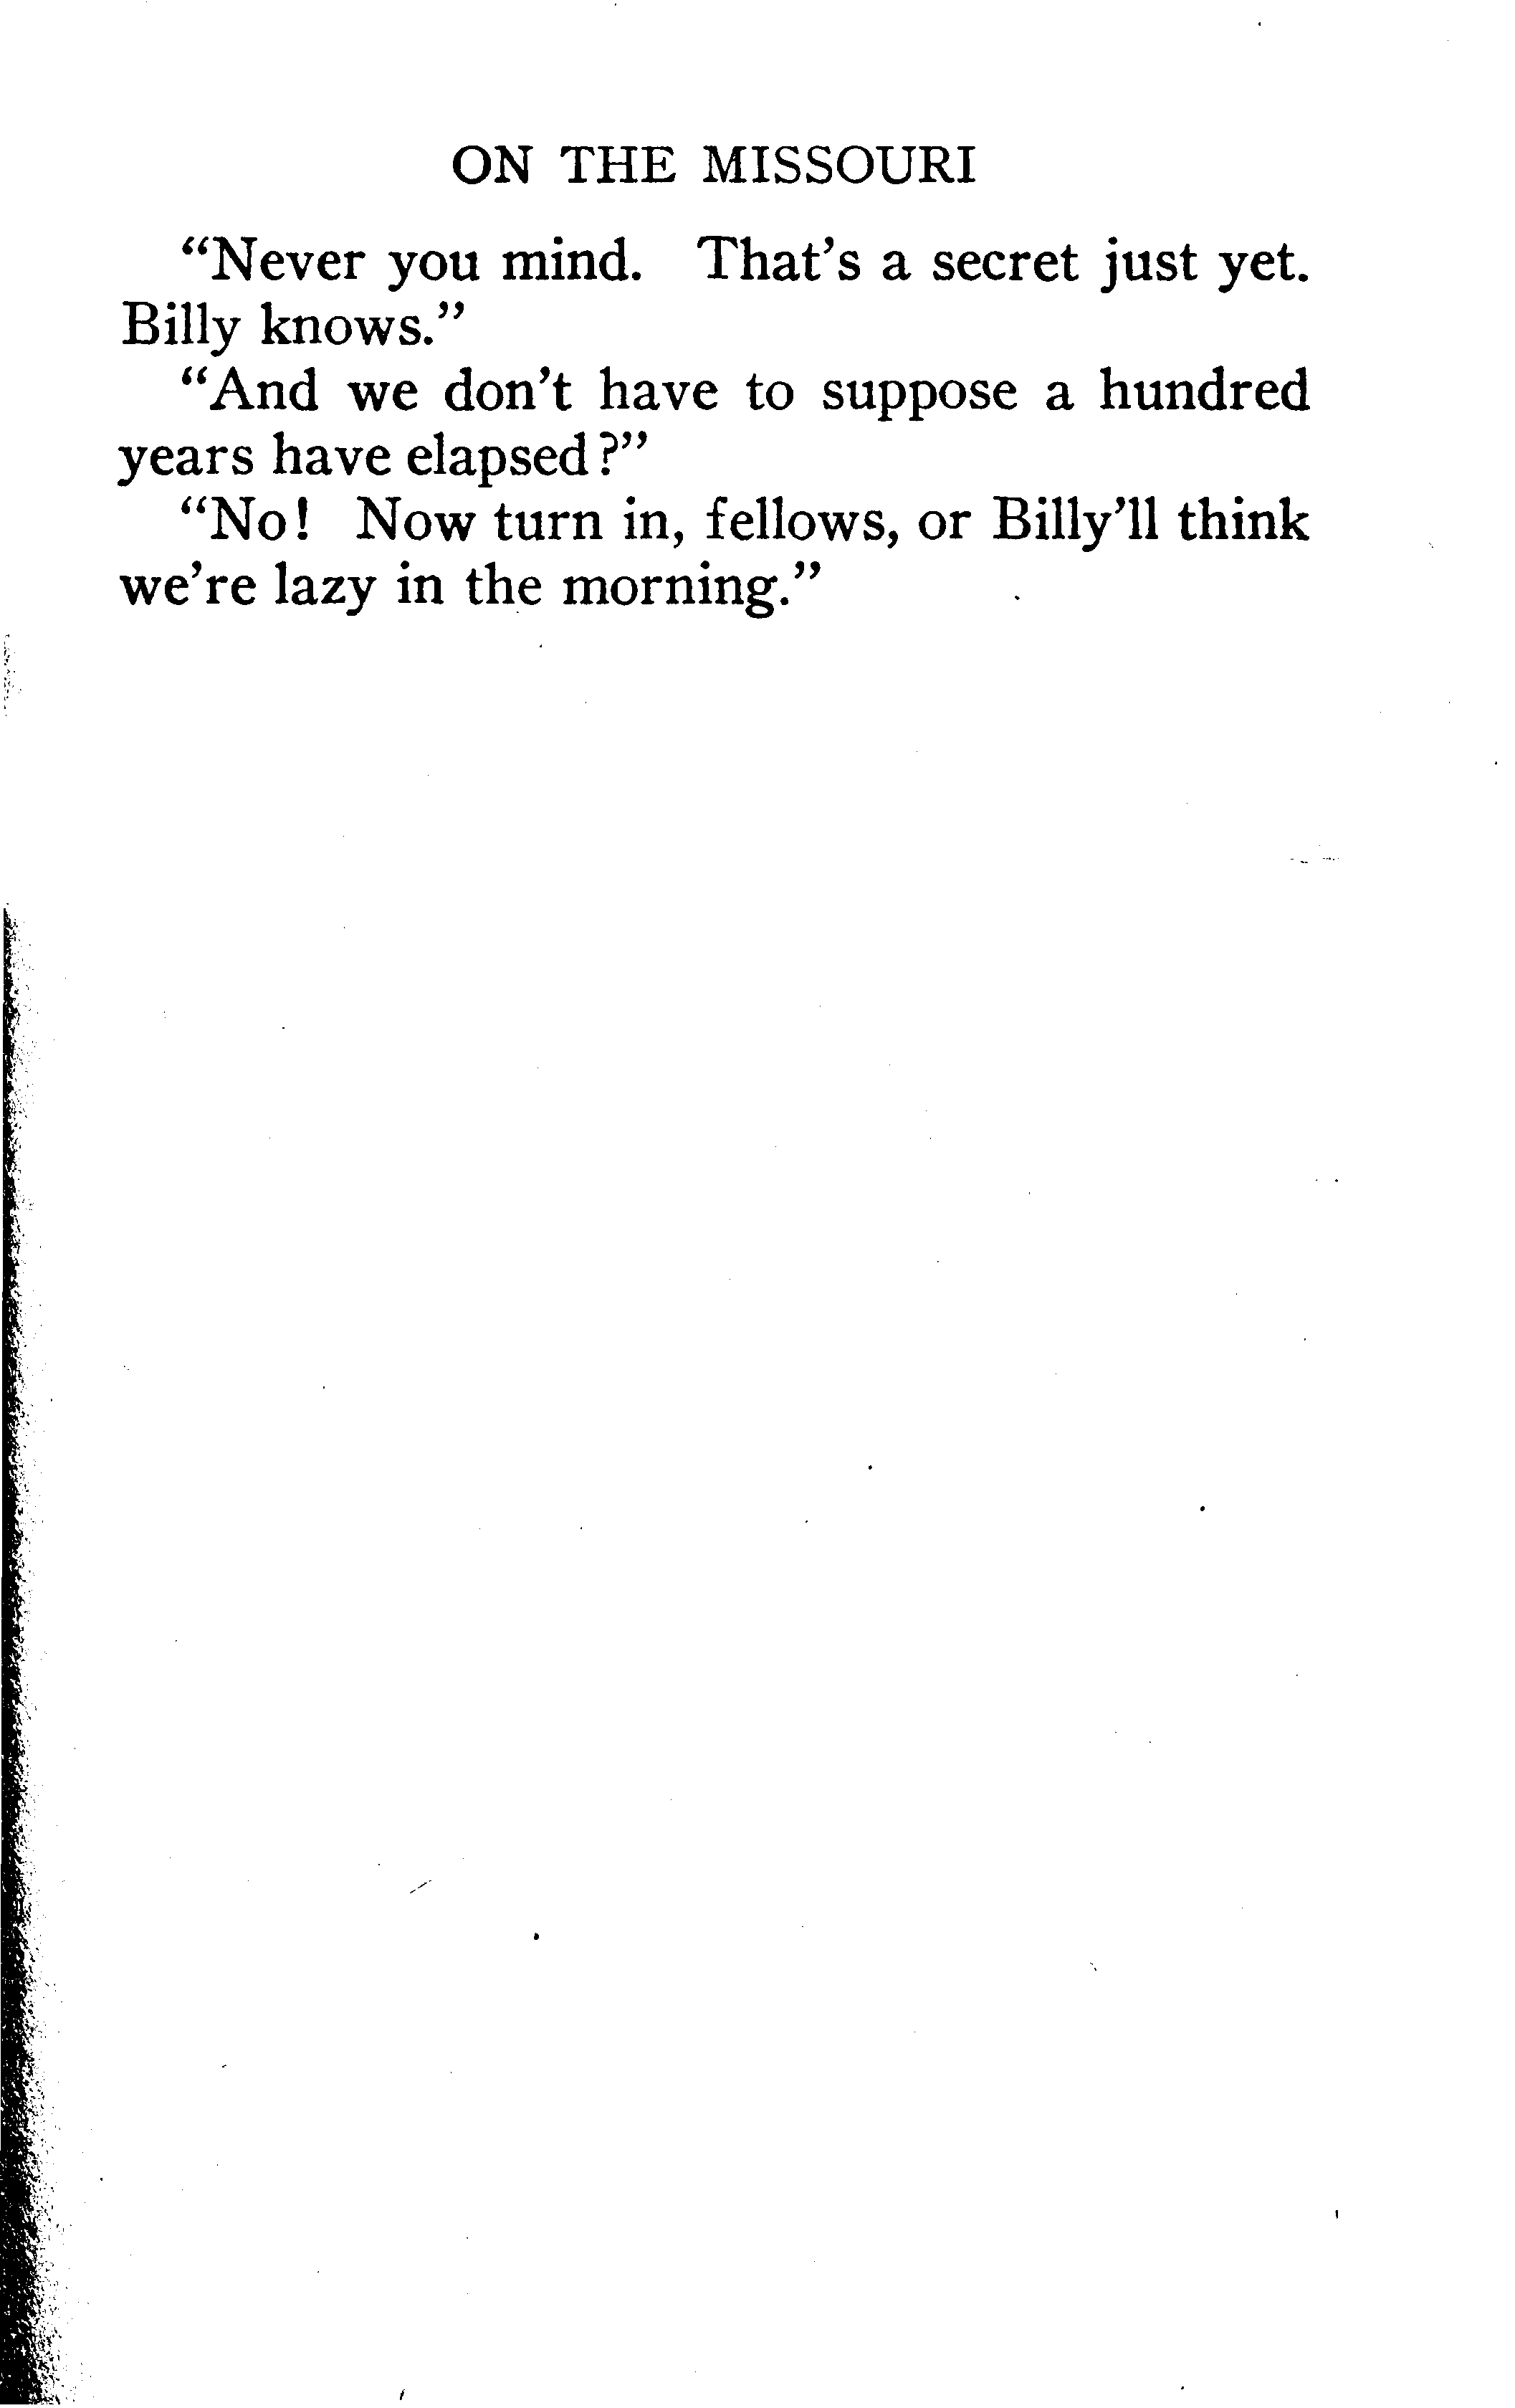 ON THE MISSOURI
“Never you mind. That’s a secret just yet.
Billy knows.”
“And we don’t have to suppose a hundred
years have elapsed?”
“No! Now turn in, fellows, or Billy’ll think
we’re lazy in the morning.”